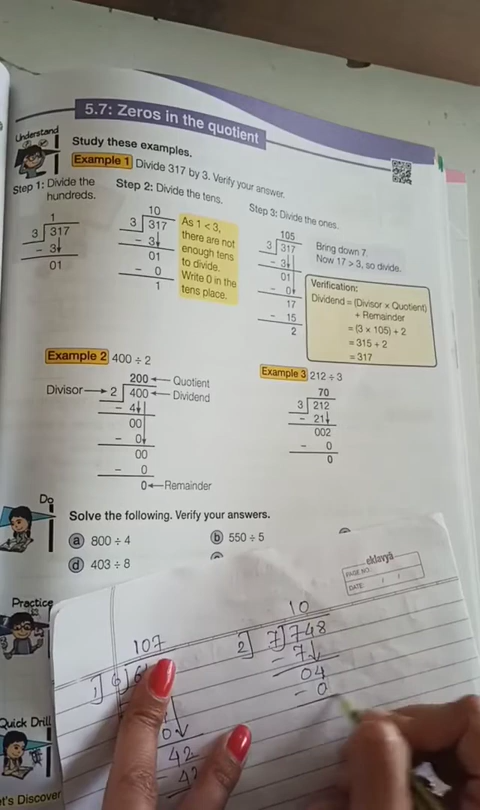 5.7: Zeros in the quotient
Understand
Study these examples.
Example 1 Divide 317 by 3. Verify your answer.
Step 1: Divide the
hundreds.
1
3 317
- 3↓
01
Step 2: Divide the tens.
10
3 317
- 3↓
01
- 0
1
As 1 < 3,
there are not
enough tens
to divide.
Write 0 in the
tens place.
Step 3: Divide the ones.
105
3 317
- 3↓
01
- 0↓
17
- 15
2
Bring down 7.
Now 17 > 3, so divide.
Verification:
Dividend = (Divisor × Quotient)
+ Remainder
= (3 × 105) + 2
= 315 + 2
= 317
Example 2 400 ÷ 2
200 ← Quotient
Divisor → 2 400 ← Dividend
- 4↓
00
- 0↓
00
- 0
0 ← Remainder
Example 3 212 ÷ 3
70
3 212
- 21↓
002
- 0
0
Do
Solve the following. Verify your answers.
a 800 ÷ 4
b 550 ÷ 5
d 403 ÷ 8
Practice
Quick Drill
Let's Discover
eklavya
PAGE NO.
DATE: / /
107
1] 6
42
2] 10
7 748
- 7↓
04
- 0